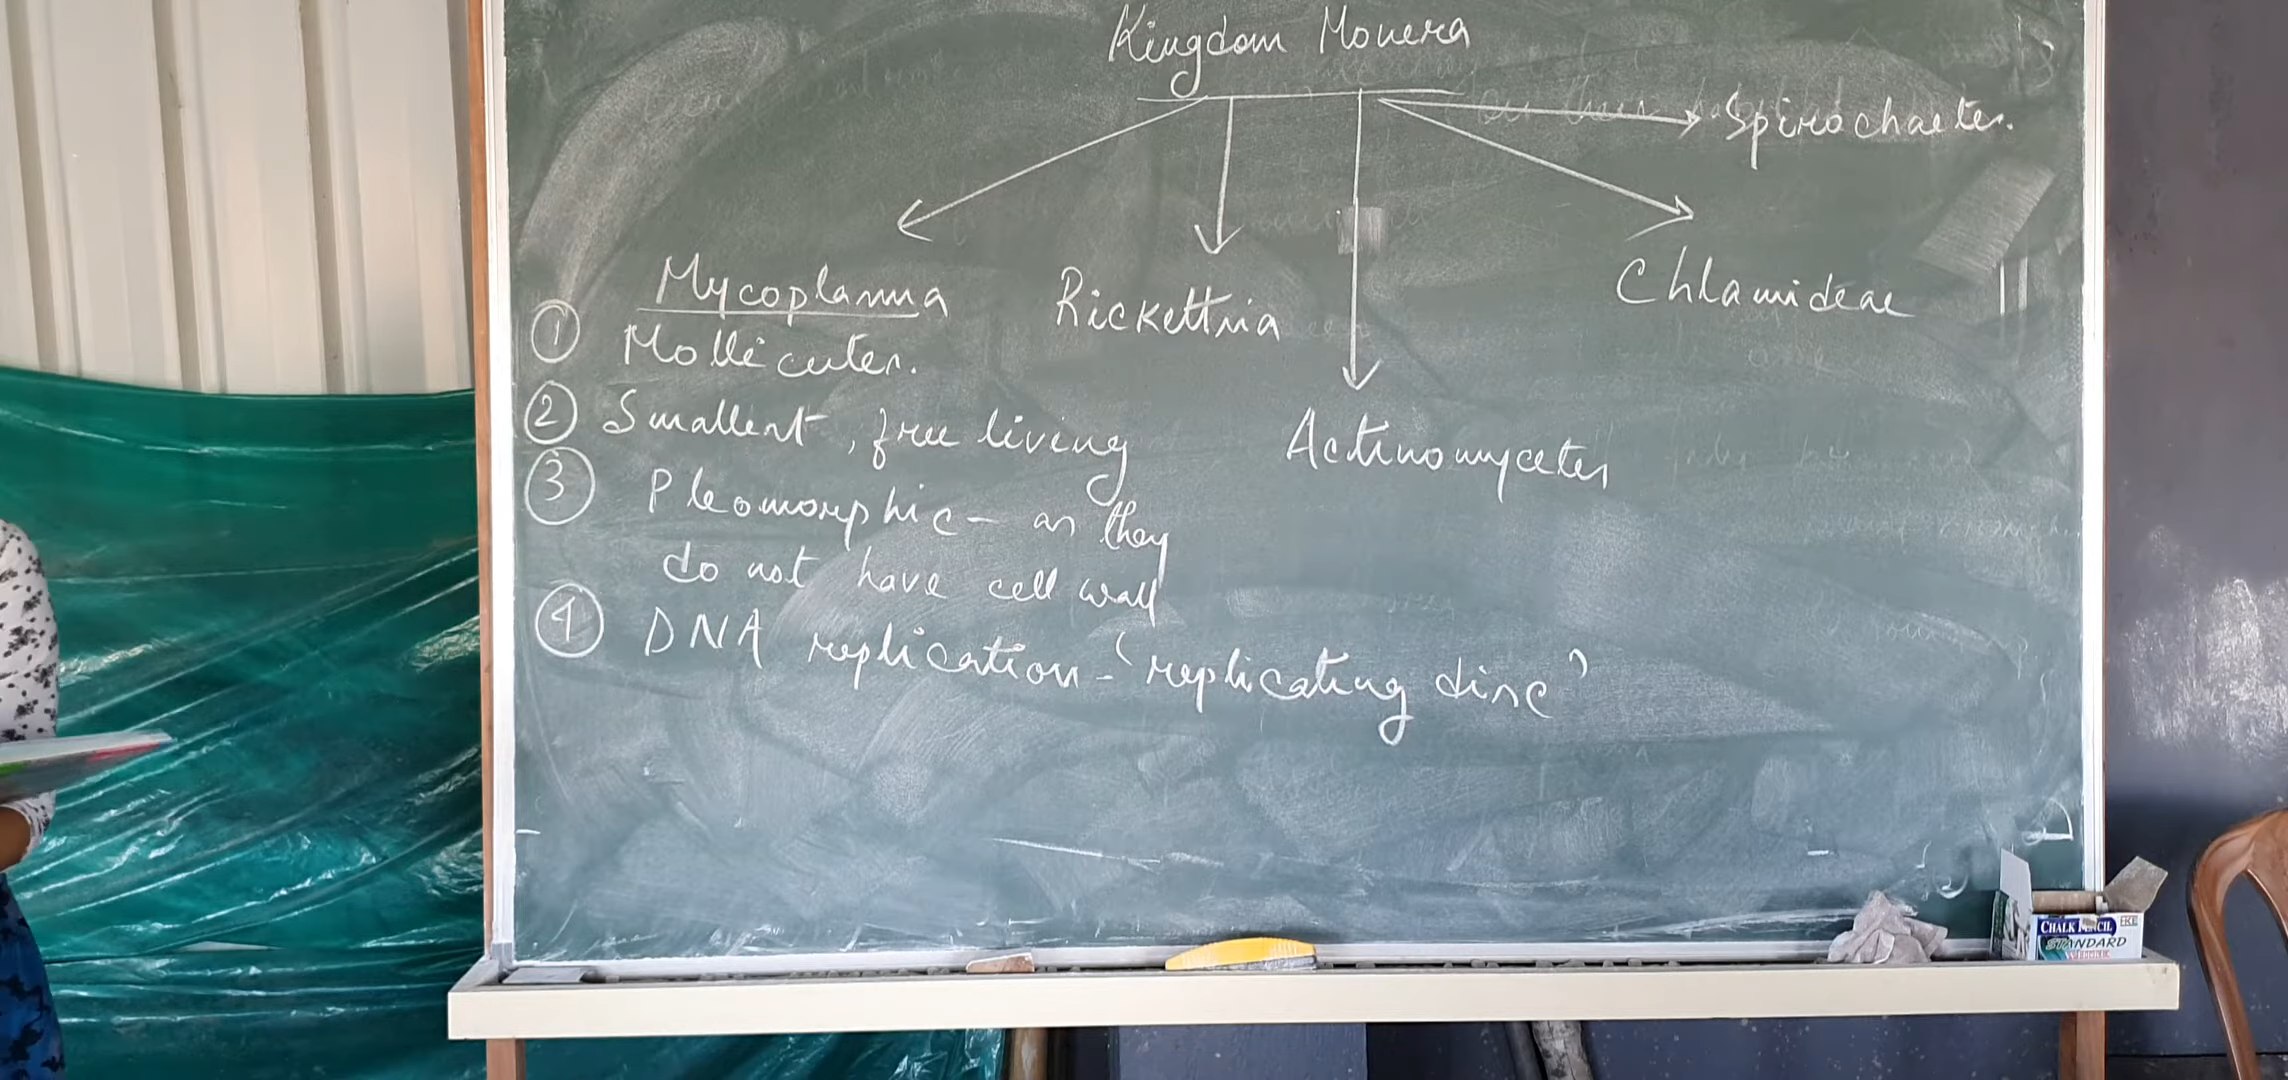 Kingdom Monera
Spirochaetes.
Mycoplasma
Rickettsia
Chlamideae
Actinomycetes
① Mollicutes.
② Smallest, free living
③ Pleomorphic - as they
do not have cell wall
④ DNA replication - 'replicating disc'
CHALK PENCIL
STANDARD